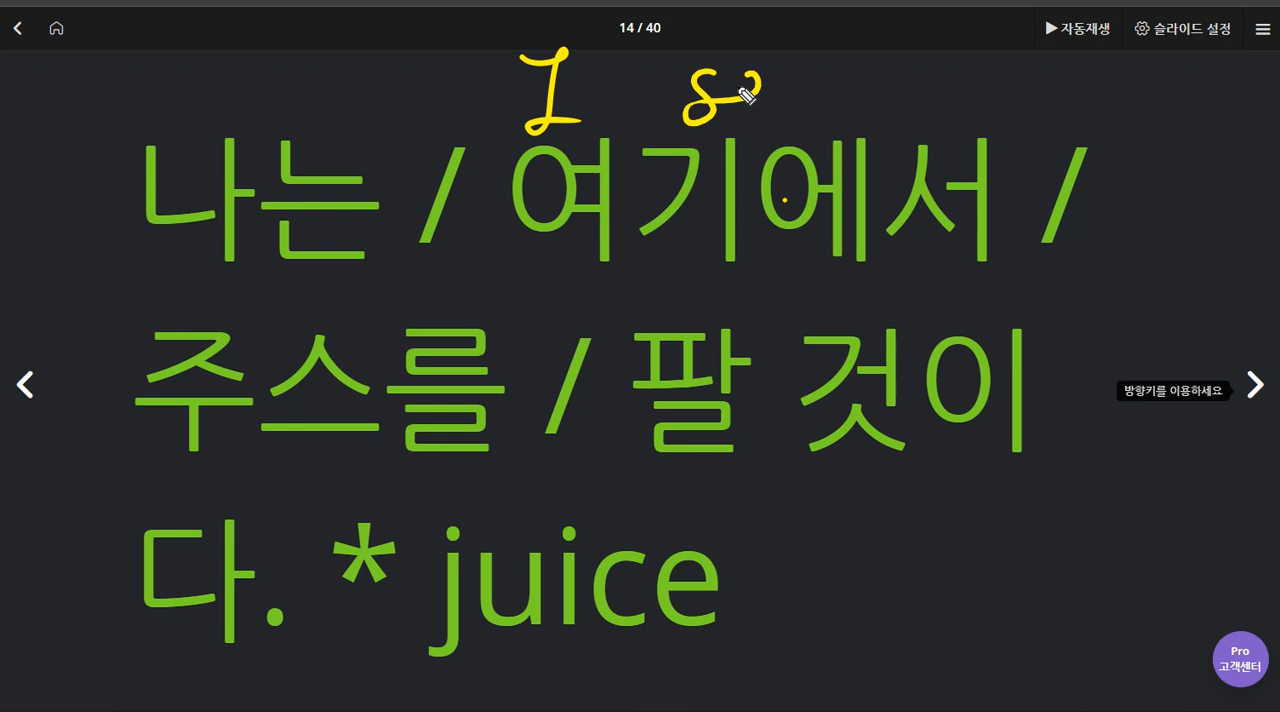 14 / 40
자동재생
슬라이드 설정
I s
나는 / 여기에서 /
주스를 / 팔 것이
방향키를 이용하세요
다. * juice
Pro
고객센터